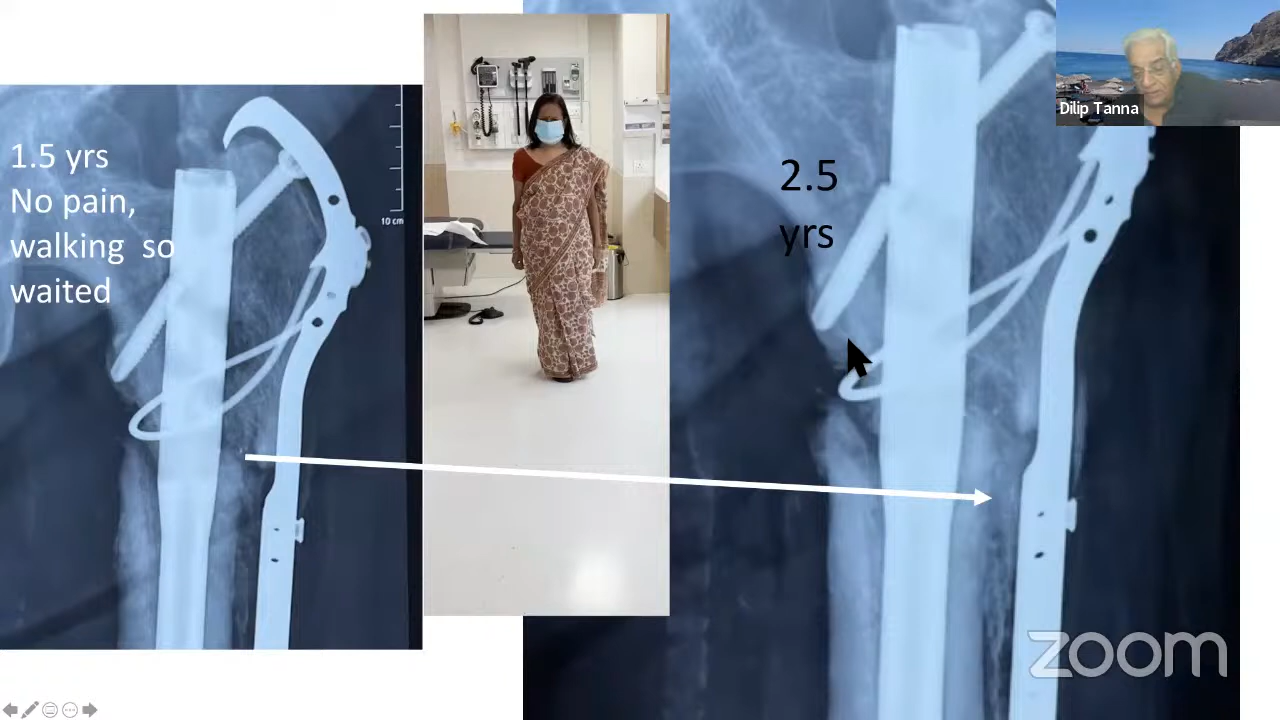 1.5 yrs
No pain,
walking so
waited
10 cm
2.5
yrs
Dilip Tanna
zoom